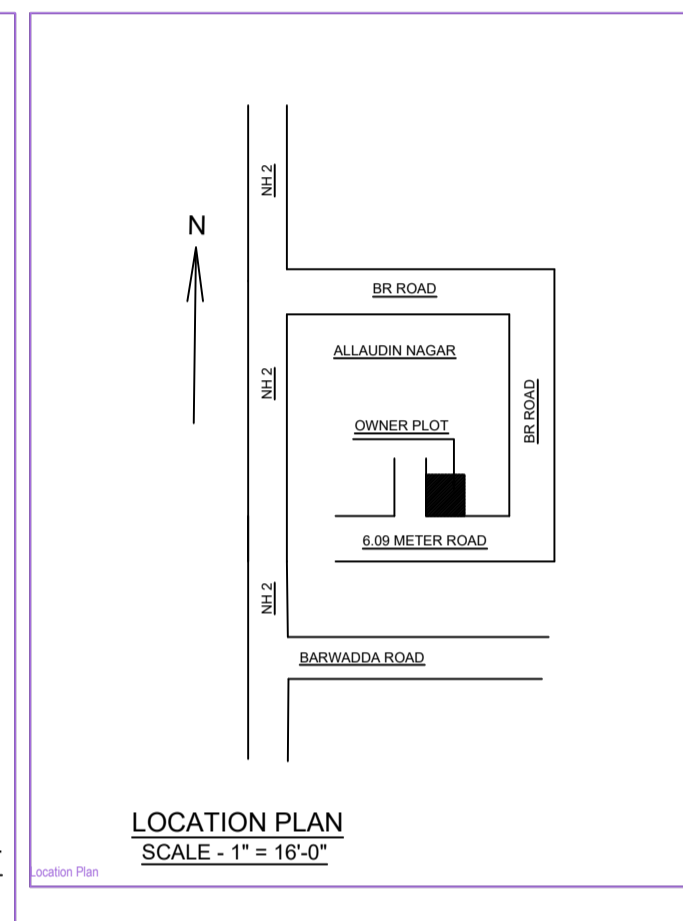 NH 2
N
BR ROAD
ALLAUDIN NAGAR
NH 2
BR ROAD
OWNER PLOT
6.09 METER ROAD
NH 2
BARWADDA ROAD
LOCATION PLAN
SCALE - 1" = 16'-0"
Location Plan